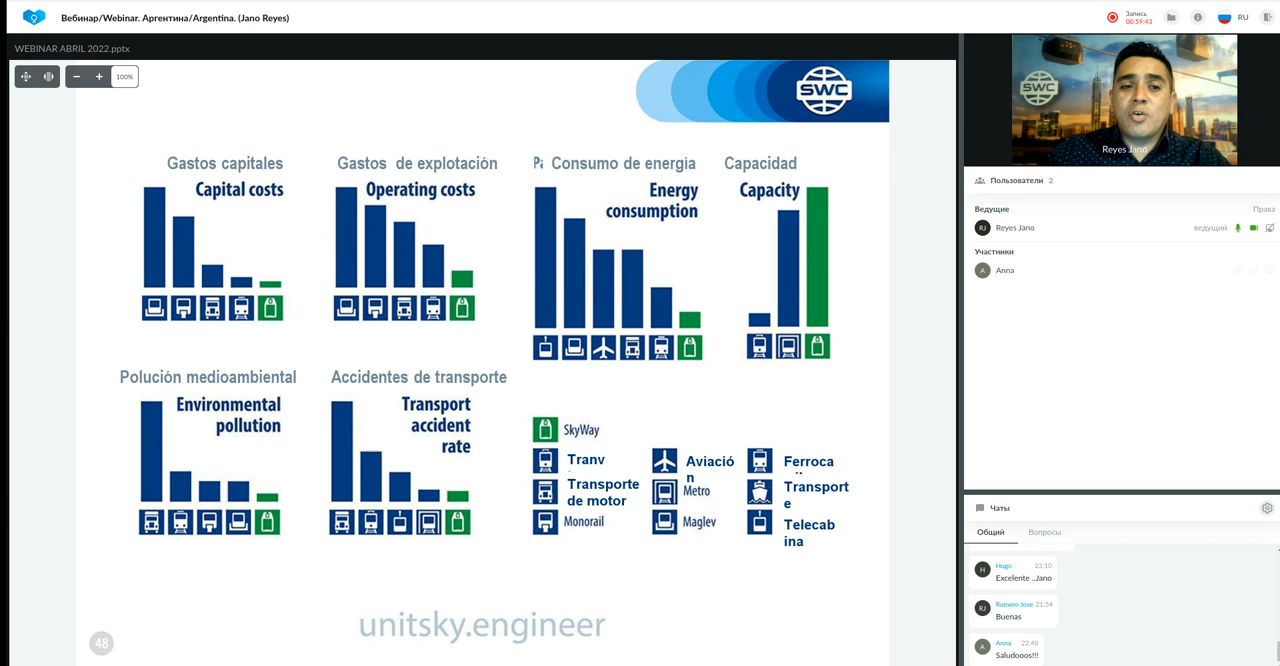 Вебинар/Webinar. Аргентина/Argentina. (Jano Reyes)
Запись
00:59:43
RU
WEBINAR ABRIL 2022.pptx
100%
SWC
Gastos capitales
Capital costs
Gastos de explotación
Operating costs
Pa Consumo de energia
Energy
consumption
Capacidad
Capacity
Polución medioambiental
Environmental
pollution
Accidentes de transporte
Transport
accident
rate
SkyWay
Tranv
Transporte
de motor
Monorail
Aviació
n
Metro
Maglev
Ferroca
Transport
e
Telecab
ina
unitsky.engineer
48
SWC
Reyes Jano
Пользователи 2
Ведущие Права
RJ Reyes Jano ведущий
Участники
A Anna
Чаты
Общий Вопросы
H Hugo 23:10
Excelente ..Jano
RJ Romero Jose 21:54
Buenas
A Anna 22:40
Saludooos!!!